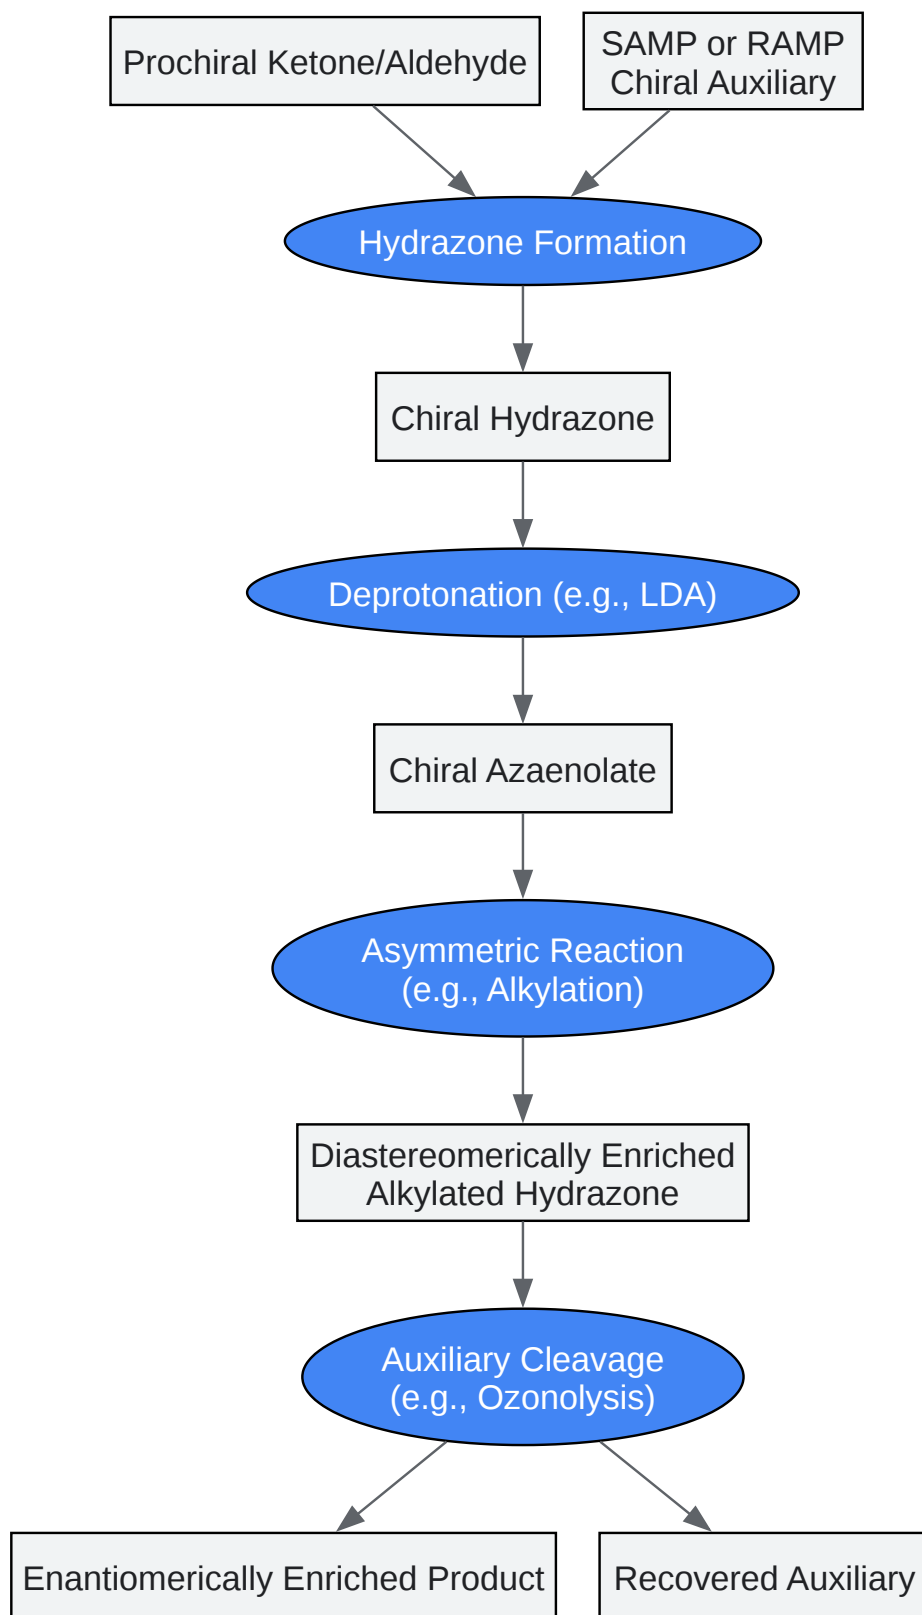 Prochiral Ketone/Aldehyde
SAMP or RAMP
Chiral Auxiliary
Hydrazone Formation
Chiral Hydrazone
Deprotonation (e.g., LDA)
Chiral Azaenolate
Asymmetric Reaction
(e.g., Alkylation)
Diastereomerically Enriched
Alkylated Hydrazone
Auxiliary Cleavage
(e.g., Ozonolysis)
Enantiomerically Enriched Product
Recovered Auxiliary